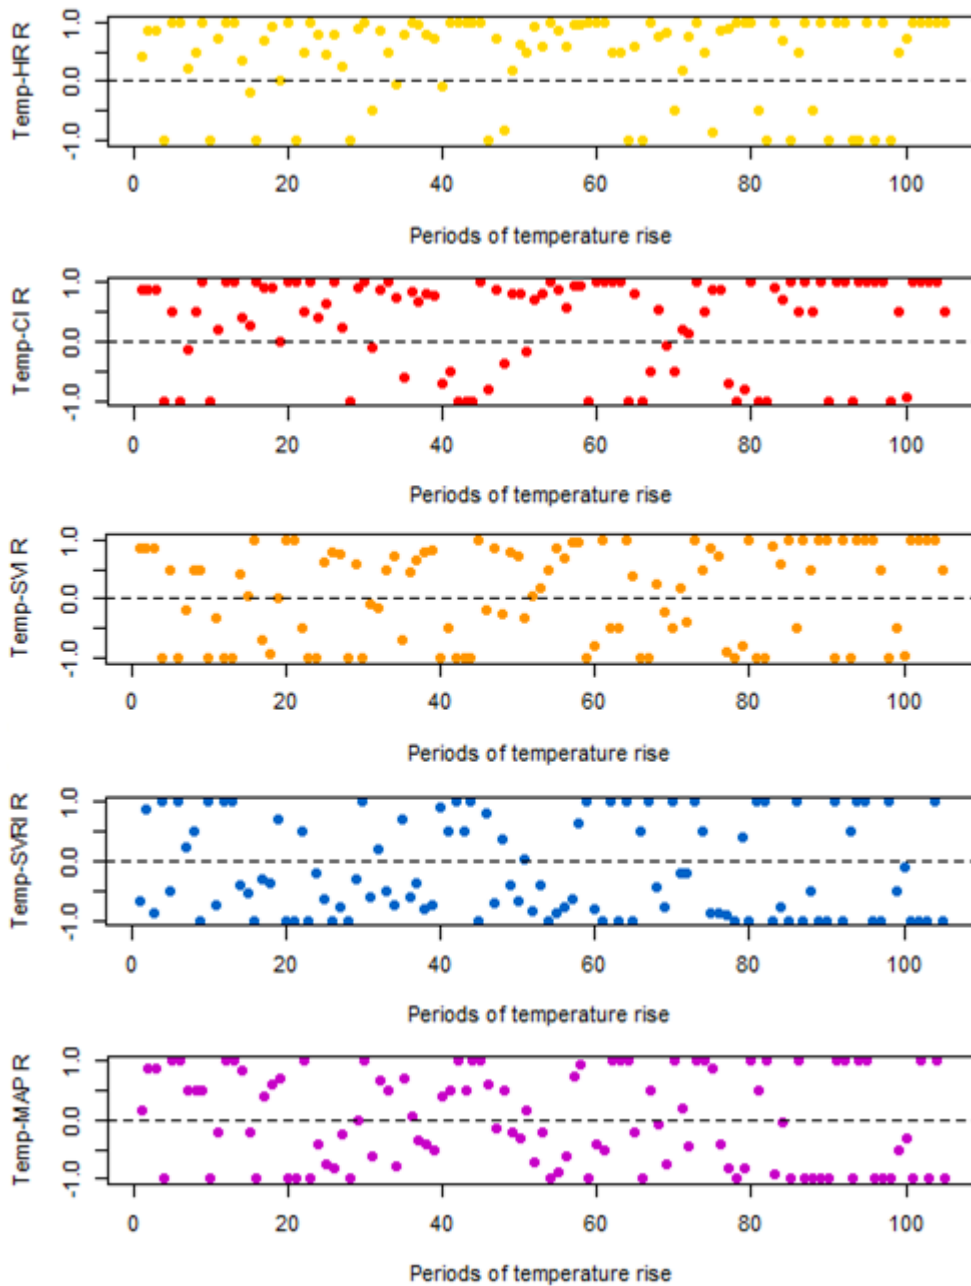 Temp-HR R
1.0
0.0
-1.0
0 20 40 60 80 100
Periods of temperature rise
Temp-CI R
1.0
0.0
-1.0
0 20 40 60 80 100
Periods of temperature rise
Temp-SVI R
1.0
0.0
-1.0
0 20 40 60 80 100
Periods of temperature rise
Temp-SVRI R
1.0
0.0
-1.0
0 20 40 60 80 100
Periods of temperature rise
Temp-MAP R
1.0
0.0
-1.0
0 20 40 60 80 100
Periods of temperature rise